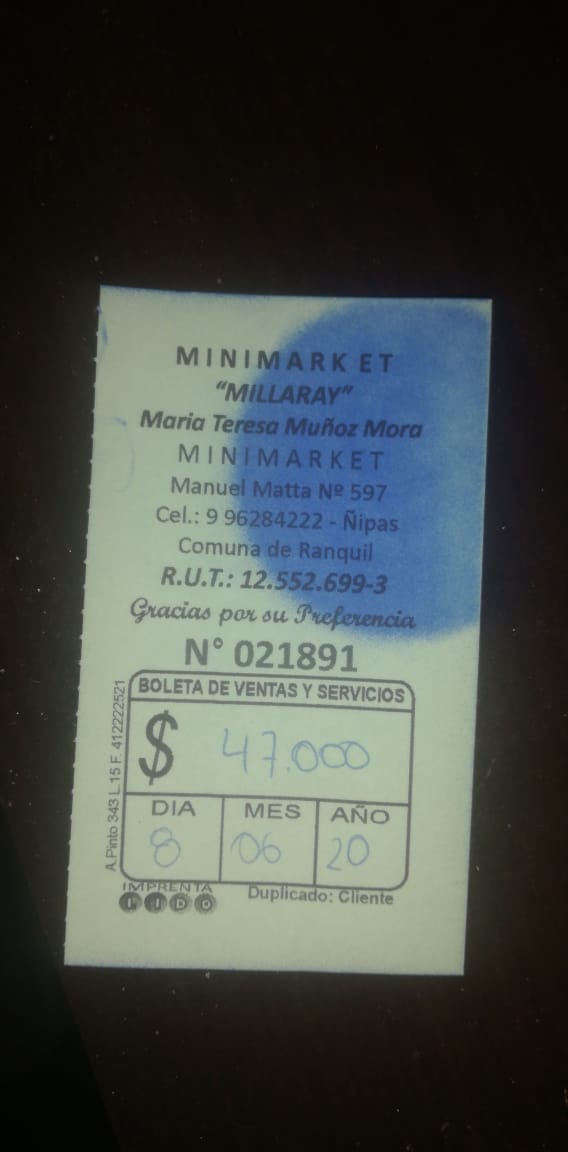 MINIMARKET
“MILLARAY”
Maria Teresa Muñoz Mora
MINIMARKET
Manuel Matta Nº 597
Cel.: 9 96284222 - Ñipas
Comuna de Ranquil
R.U.T.: 12.552.699-3
Gracias por su Preferencia
N° 021891
BOLETA DE VENTAS Y SERVICIOS
$ 47.000
DIA MES AÑO
8 06 20
A.Pinto 343 L.15 F. 412222521
IMPRENTA
LIDO
Duplicado: Cliente